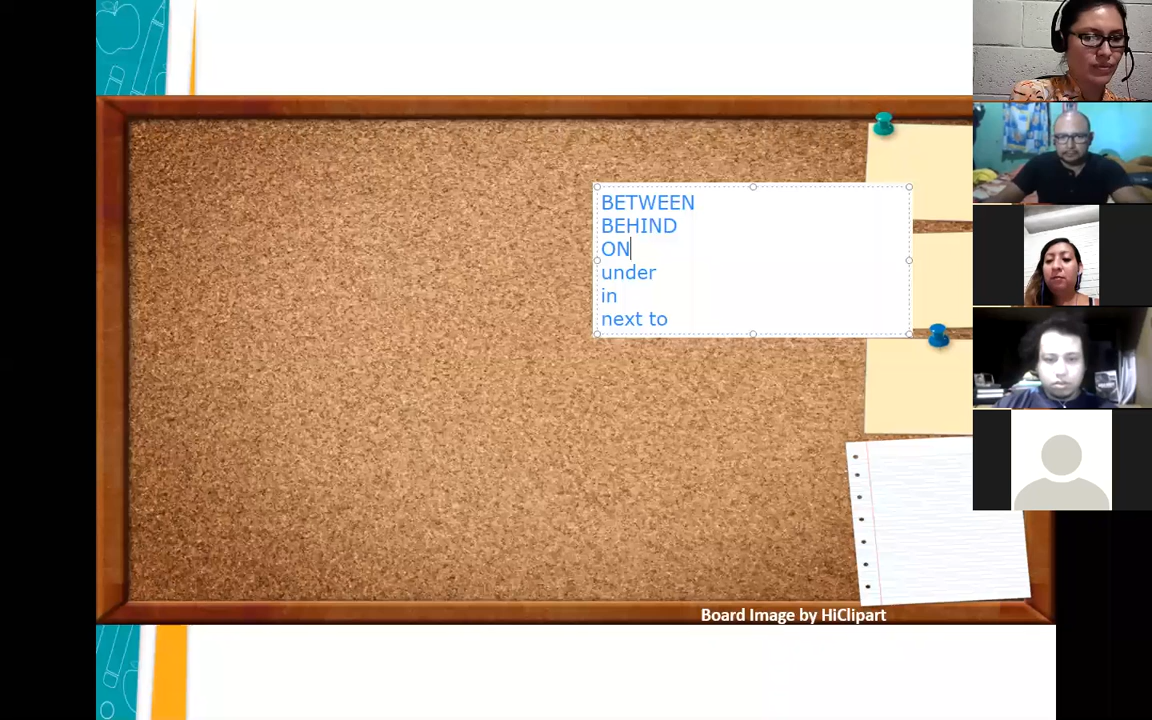 BETWEEN
BEHIND
ON
under
in
next to
Board Image by HiClipart